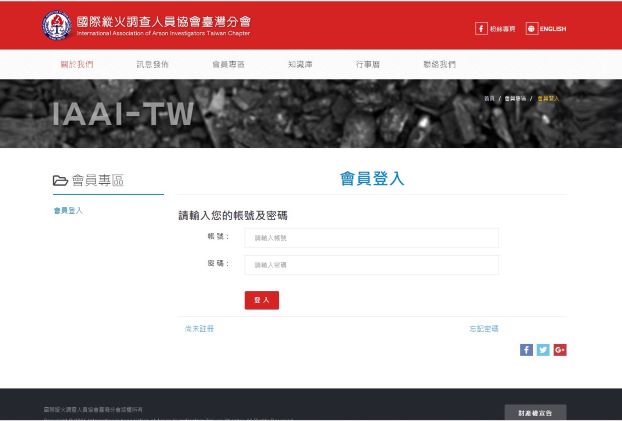 國際縱火調查人員協會臺灣分會
International Association of Arson Investigators Taiwan Chapter
粉絲專頁
ENGLISH
關於我們 訊息發佈 會員專區 知識庫 行事曆 聯絡我們
IAAI-TW
首頁 / 會員專區 / 會員登入
會員專區
會員登入
會員登入
請輸入您的帳號及密碼
帳 號 : 請輸入帳號
密 碼 : 請輸入密碼
登 入
尚未註冊 忘記密碼
國際縱火調查人員協會臺灣分會版權所有
財產權宣告